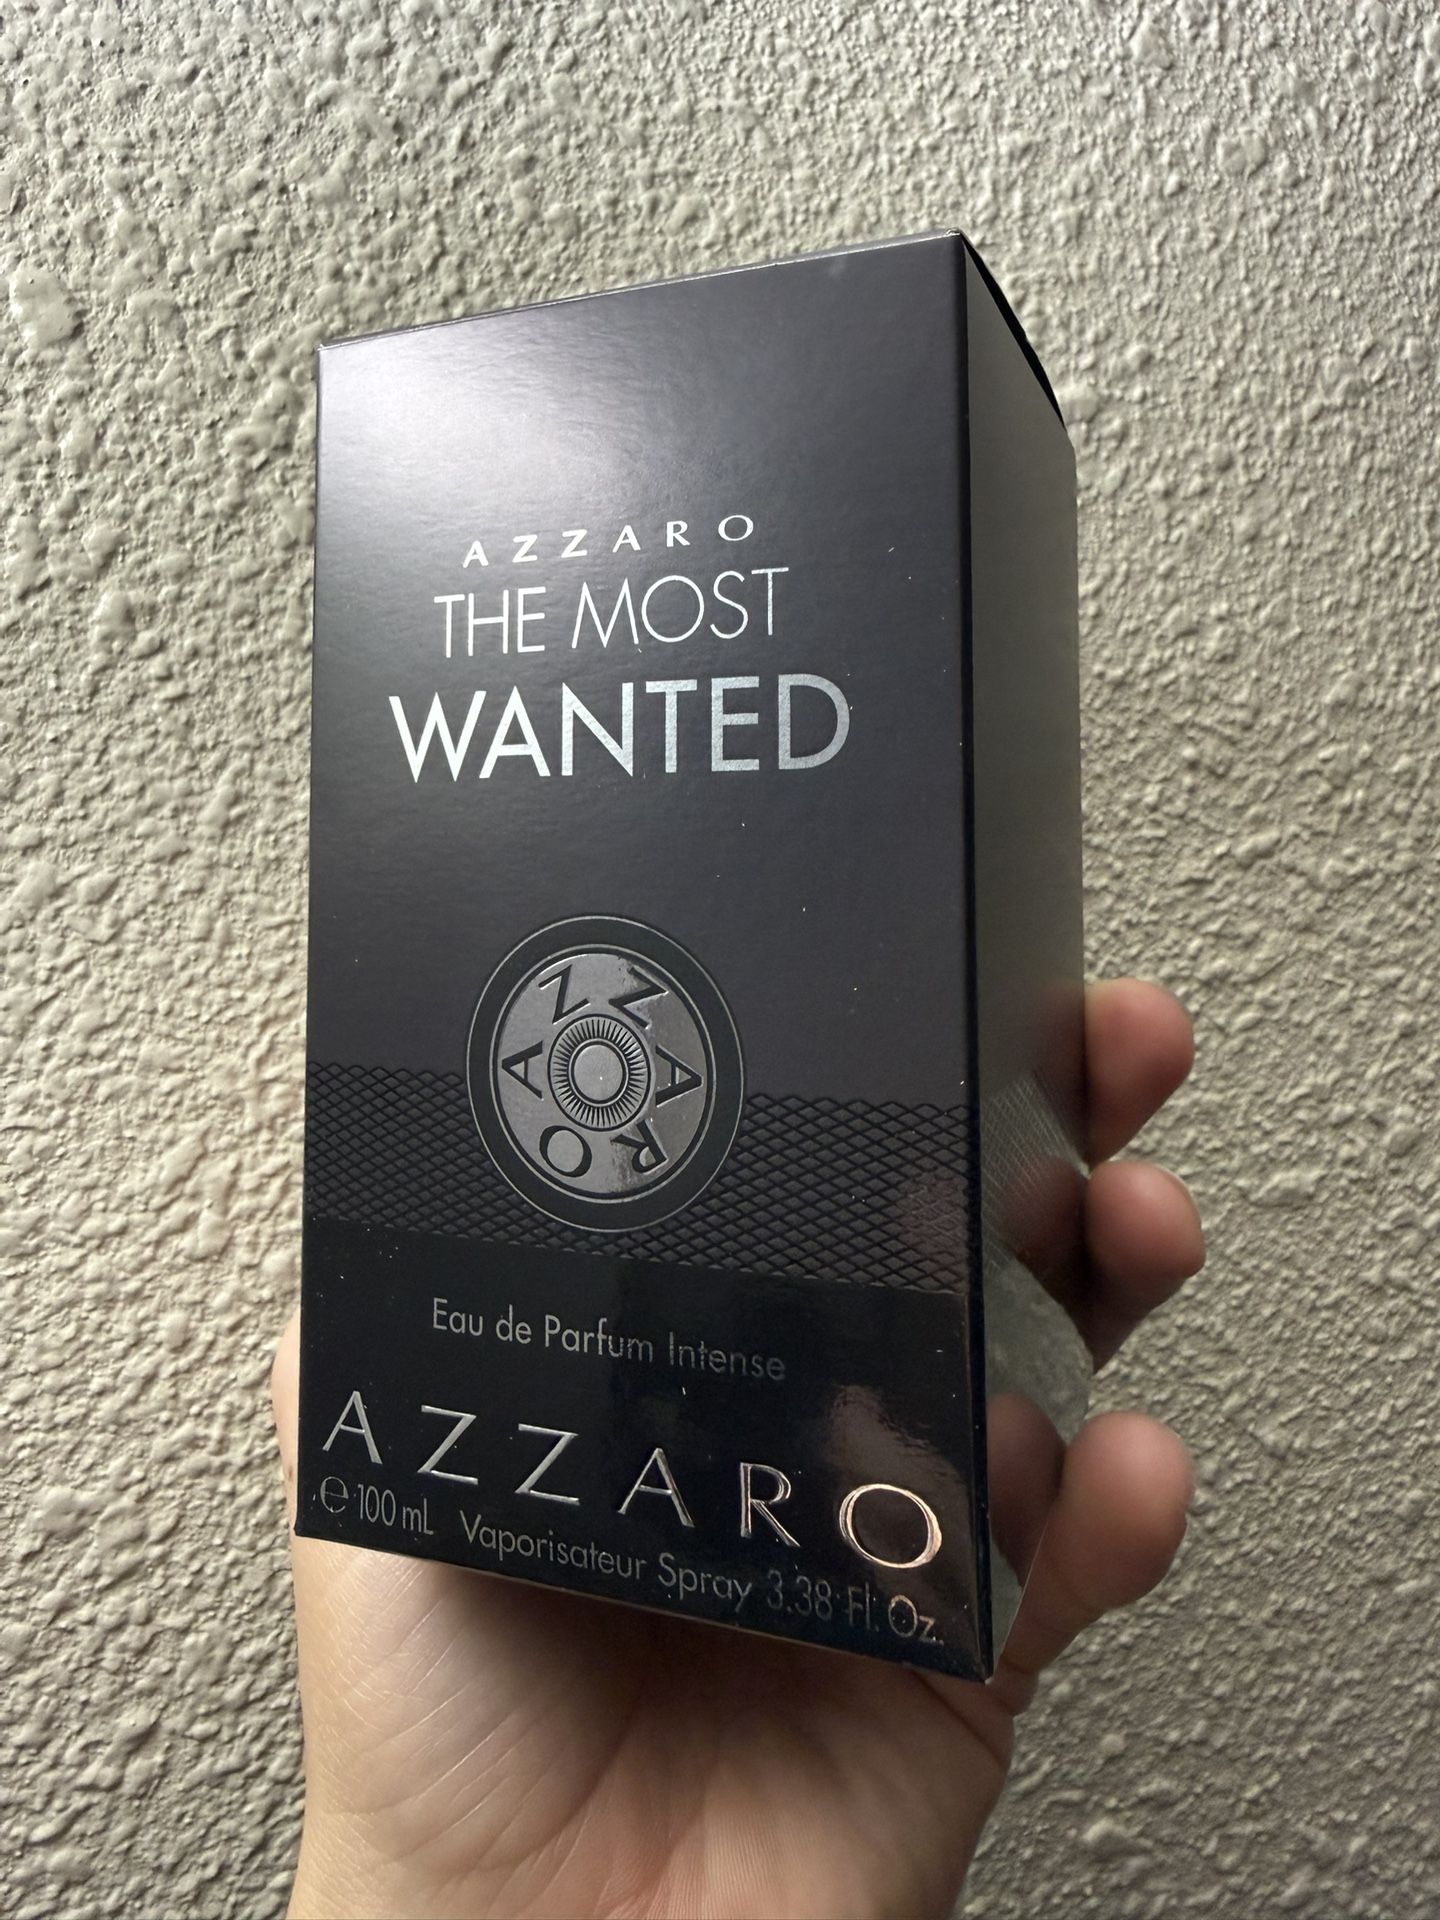 AZZARO
THE MOST
WANTED
AZZARO
Eau de Parfum Intense
AZZARO
℮ 100 mL Vaporisateur Spray 3.38 Fl. Oz.